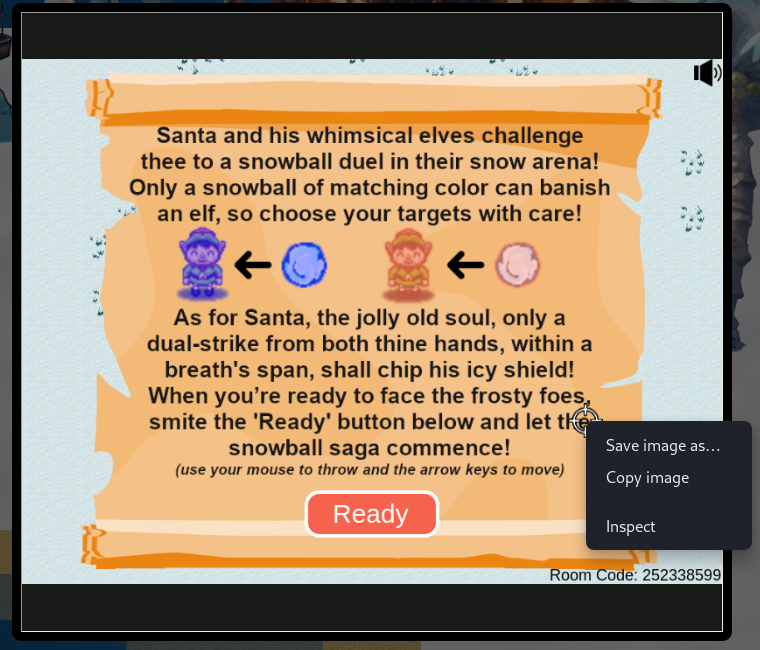 Santa and his whimsical elves challenge
thee to a snowball duel in their snow arena!
Only a snowball of matching color can banish
an elf, so choose your targets with care!
As for Santa, the jolly old soul, only a
dual-strike from both thine hands, within a
breath's span, shall chip his icy shield!
When you're ready to face the frosty foes,
smite the 'Ready' button below and let the
snowball saga commence!
(use your mouse to throw and the arrow keys to move)
Ready
Save image as…
Copy image
Inspect
Room Code: 252338599